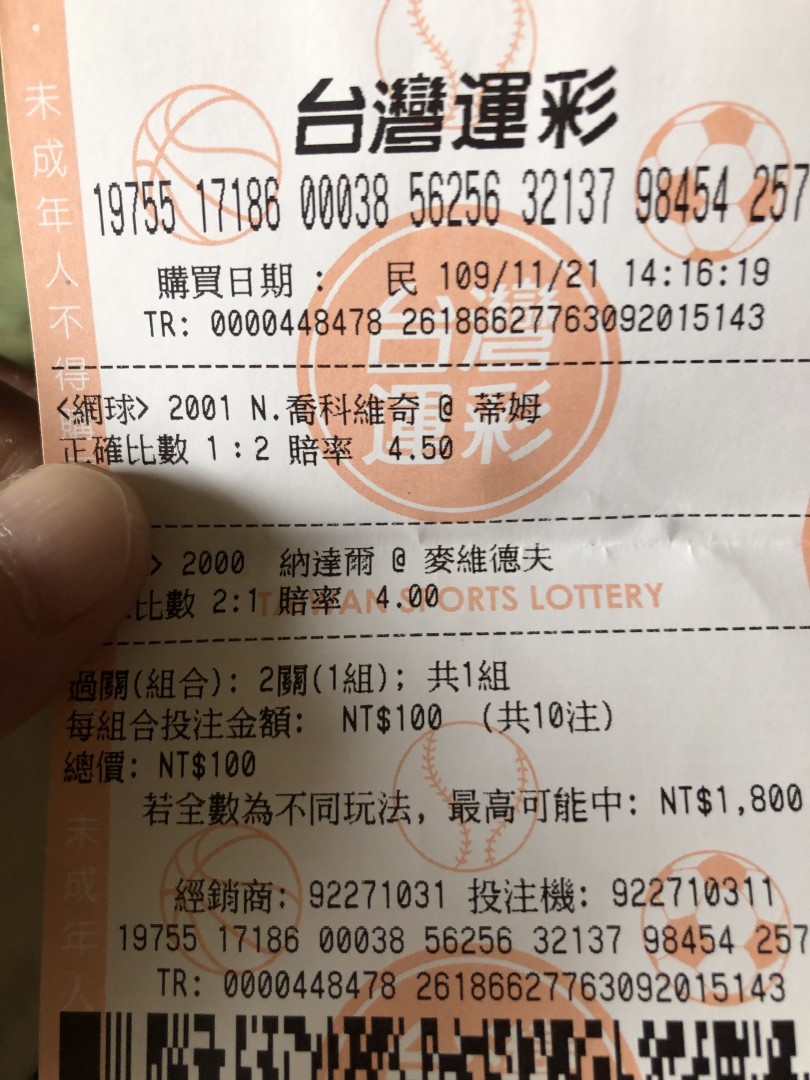 台灣運彩
19755 17186 00038 56256 32137 98454 257
購買日期： 民 109/11/21 14:16:19
TR: 0000448478 26186627763092015143
<網球> 2001 N.喬科維奇 @ 蒂姆
正確比數 1:2 賠率 4.50
> 2000 納達爾 @ 麥維德夫
比數 2:1 賠率 4.00
TAIWAN SPORTS LOTTERY
過關(組合): 2關(1組); 共1組
每組合投注金額: NT$100 (共10注)
總價: NT$100
若全數為不同玩法, 最高可能中: NT$1,800
經銷商: 92271031 投注機: 922710311
19755 17186 00038 56256 32137 98454 257
TR: 0000448478 26186627763092015143
未成年人不得
未成年人
台灣運彩